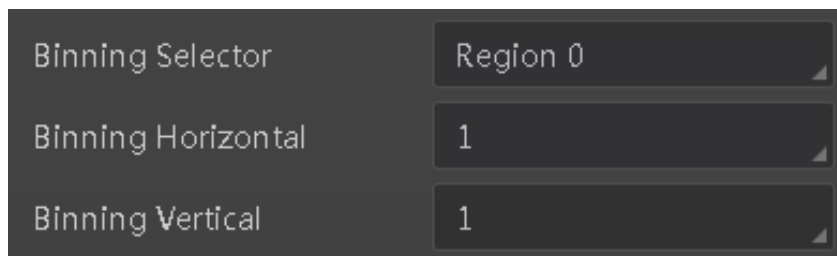 Binning Selector Region 0
Binning Horizontal 1
Binning Vertical 1